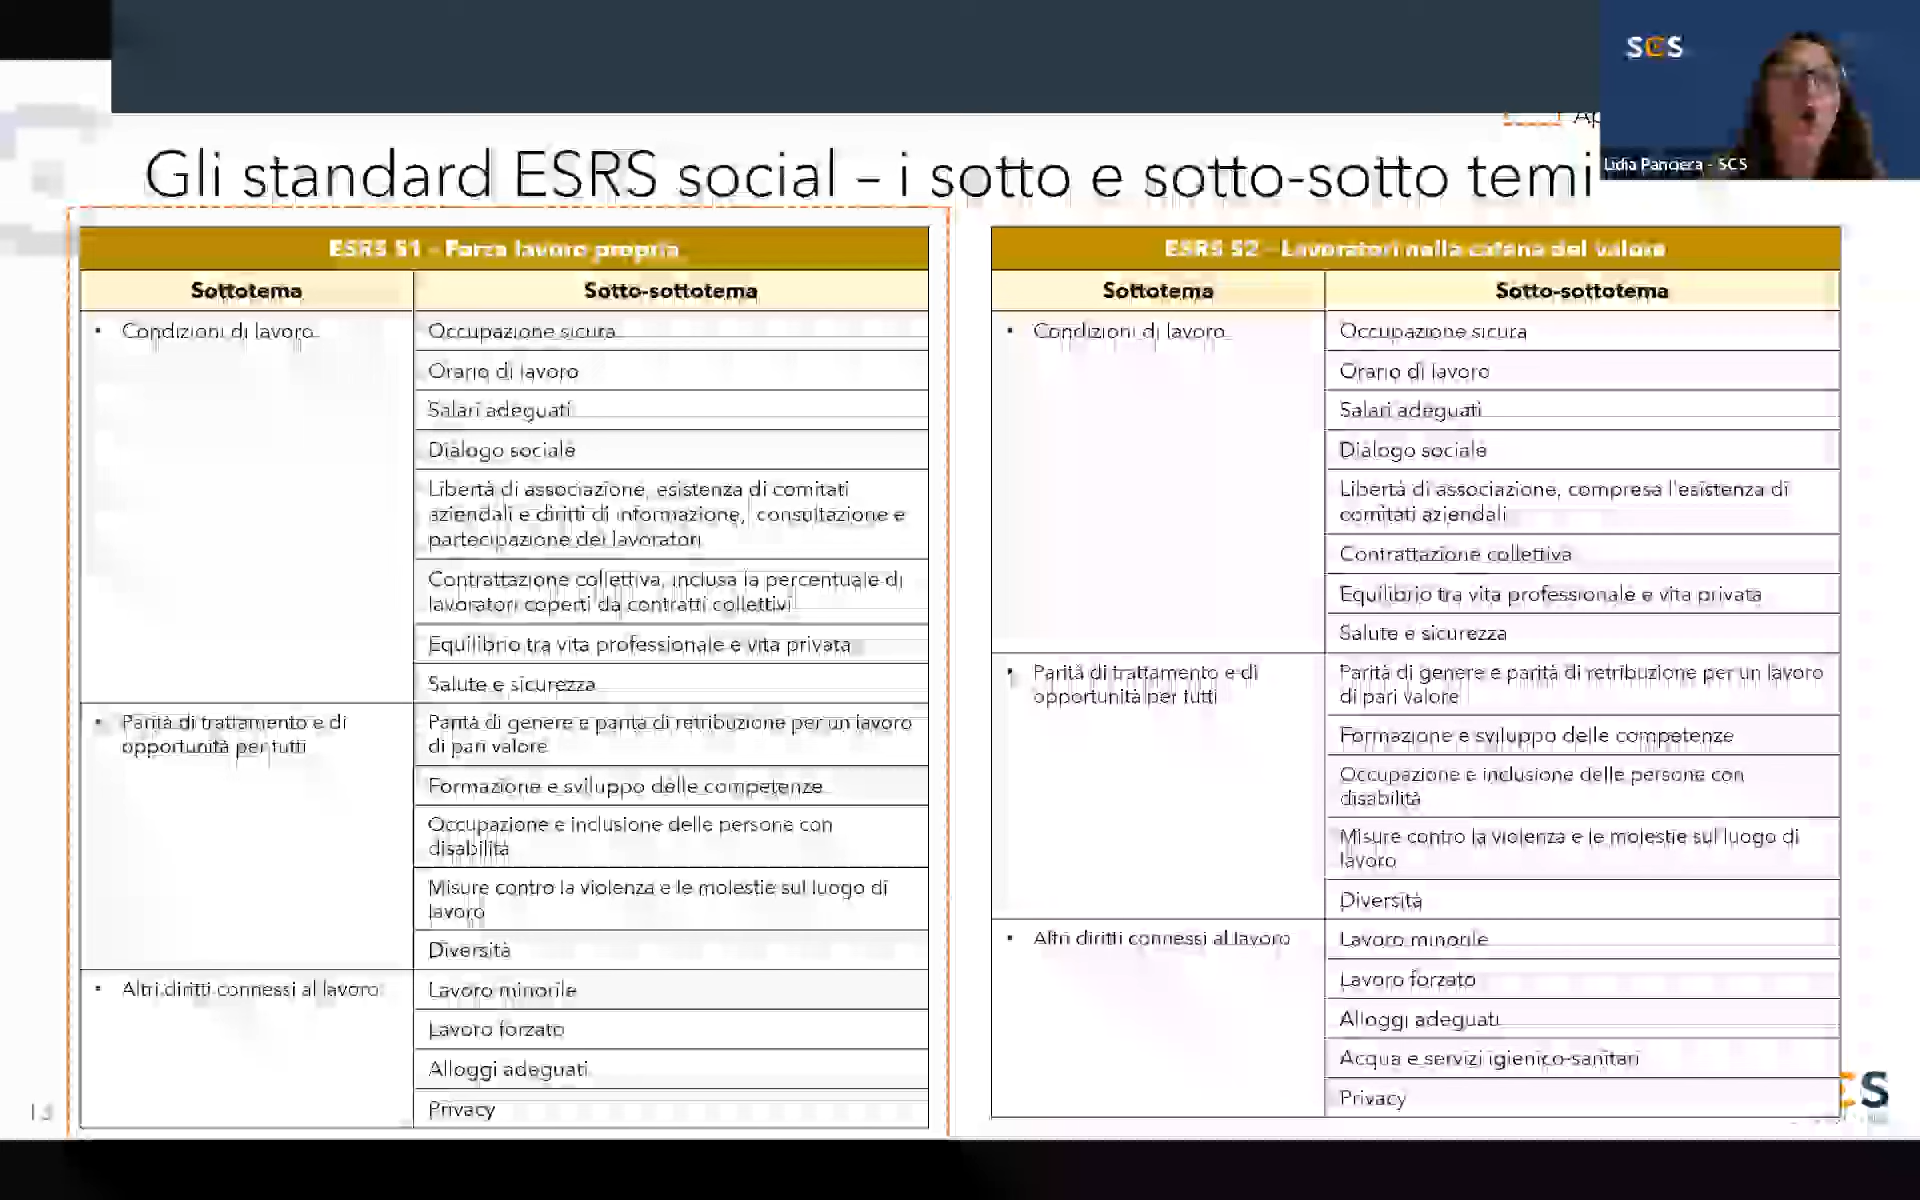 SCS
Ap
Lidia Panciera - SCS
Gli standard ESRS social – i sotto e sotto-sotto temi
ESRS S1 - Forza lavoro propria
Sottotema Sotto-sottotema
• Condizioni di lavoro
Occupazione sicura
Orario di lavoro
Salari adeguati
Dialogo sociale
Libertà di associazione, esistenza di comitati
aziendali e diritti di informazione, consultazione e
partecipazione dei lavoratori
Contrattazione collettiva, inclusa la percentuale di
lavoratori coperti da contratti collettivi
Equilibrio tra vita professionale e vita privata
Salute e sicurezza
• Parità di trattamento e di
opportunità per tutti
Parità di genere e parità di retribuzione per un lavoro
di pari valore
Formazione e sviluppo delle competenze
Occupazione e inclusione delle persone con
disabilità
Misure contro la violenza e le molestie sul luogo di
lavoro
Diversità
• Altri diritti connessi al lavoro
Lavoro minorile
Lavoro forzato
Alloggi adeguati
Privacy
ESRS S2 - Lavoratori nella catena del valore
Sottotema Sotto-sottotema
• Condizioni di lavoro
Occupazione sicura
Orario di lavoro
Salari adeguati
Dialogo sociale
Libertà di associazione, compresa l'esistenza di
comitati aziendali
Contrattazione collettiva
Equilibrio tra vita professionale e vita privata
Salute e sicurezza
• Parità di trattamento e di
opportunità per tutti
Parità di genere e parità di retribuzione per un lavoro
di pari valore
Formazione e sviluppo delle competenze
Occupazione e inclusione delle persone con
disabilità
Misure contro la violenza e le molestie sul luogo di
lavoro
Diversità
• Altri diritti connessi al lavoro
Lavoro minorile
Lavoro forzato
Alloggi adeguati
Acqua e servizi igienico-sanitari
Privacy
CS